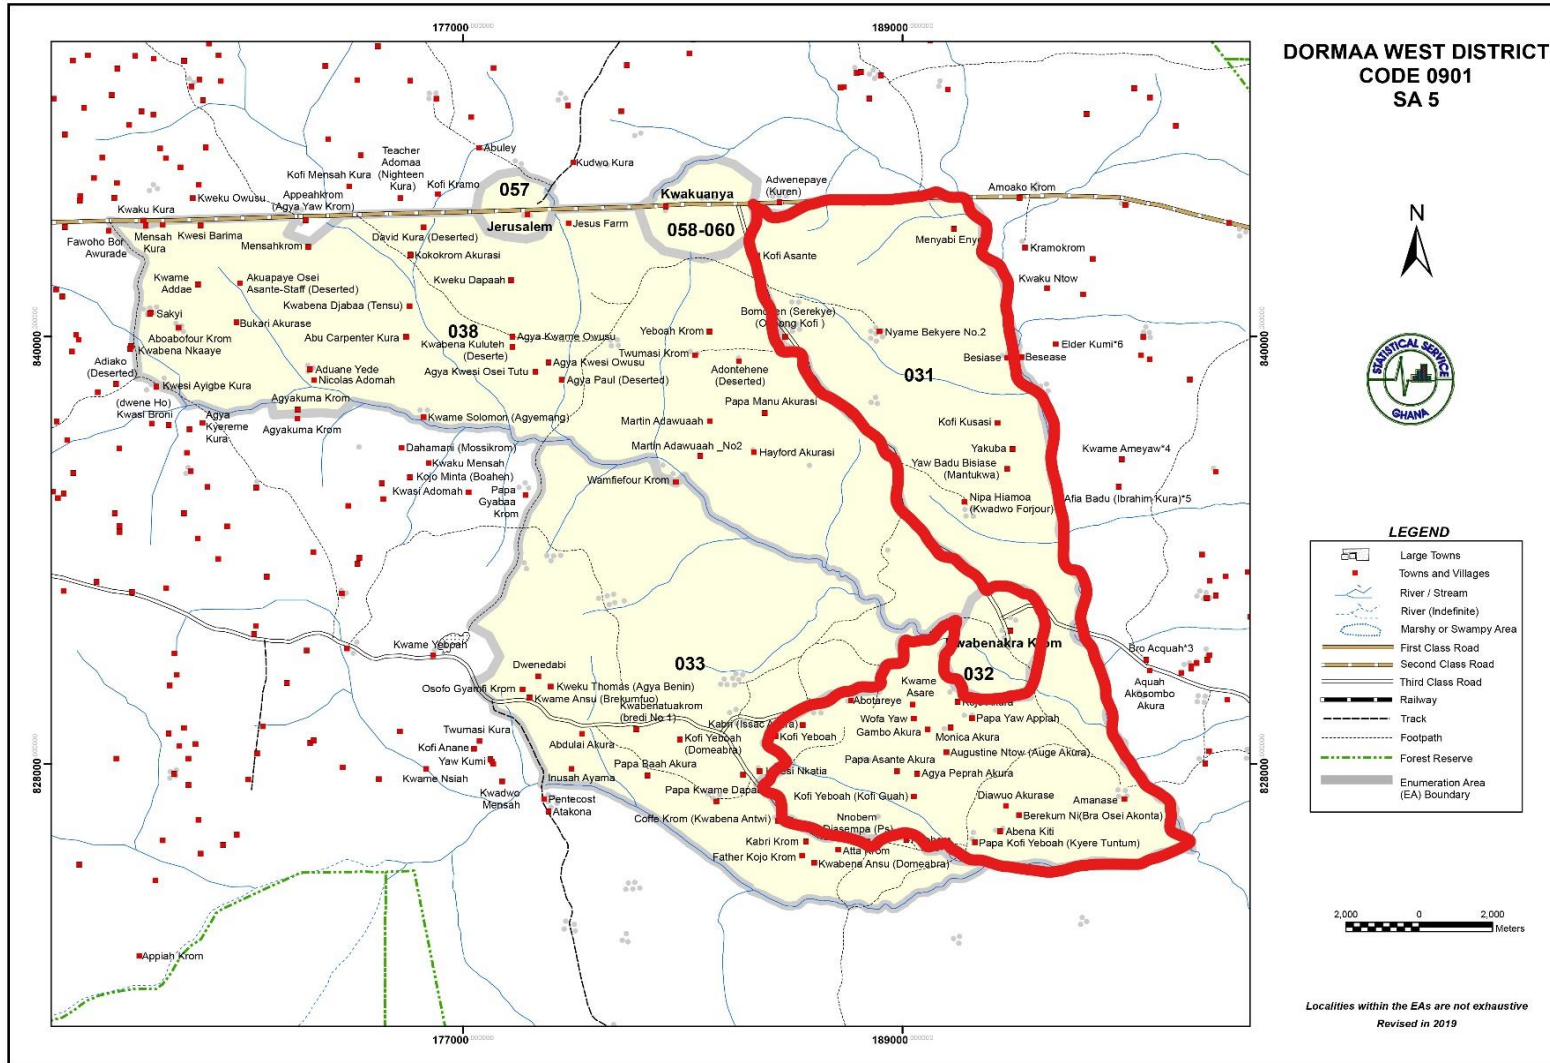 177000
189000
DORMAA WEST DISTRICT
CODE 0901
SA 5
Abuley
Kudwo Kura
Teacher
Adomaa
(Nighteen
Kura)
Kofi Mensah Kura
Kofi Kramo
057
Kwakuanya
Adwenepaye
(Kuren)
Amoako Krom
Kweku Owusu
Appeahkrom
(Agya Yaw Krom)
Kwaku Kura
Fawoho Bor
Awurade
Mensah
Kura
Kwesi Barima
Mensahkrom
David Kura (Deserted)
Jerusalem
Jesus Farm
058-060
Menyabi Enye
Kramokrom
Kokokrom Akurasi
Kofi Asante
Kwame
Addae
Akuapaye Osei
Asante-Staff (Deserted)
Kweku Dapaah
Kwaku Ntow
Kwabena Djabaa (Tensu)
Sakyi
Bukari Akurase
038
Yeboah Krom
Nyame Bekyere No.2
Elder Kumi*6
Aboabofour Krom
Kwabena Nkaaye
Abu Carpenter Kura
Agya Kwame Owusu
Kwabena Kuluteh
(Deserte)
Twumasi Krom
Besiase
Besease
840000
840000
Adiako
(Deserted)
Aduane Yede
Nicolas Adomah
Agya Kwesi Owusu
Agya Kwesi Osei Tutu
Agya Paul (Deserted)
Adontehene
(Deserted)
031
Kwesi Ayigbe Kura
(dwene Ho)
Kwasi Broni
Agya
Kyereme
Kura
Agyakuma Krom
Agyakuma Krom
Kwame Solomon (Agyemang)
Papa Manu Akurasi
Martin Adawuaah
Kofi Kusasi
Dahamani (Mossikrom)
Kwaku Mensah
Kojo Minta (Boahen)
Kwasi Adomah
Papa
Gyabaa
Krom
Martin Adawuaah _No2
Hayford Akurasi
Wamfiefour Krom
Yakuba
Yaw Badu Bisiase
(Mantukwa)
Nipa Hiamoa
(Kwadwo Forjour)
Kwame Ameyaw*4
Afia Badu (Ibrahim Kura)*5
Kwame Yeboah
033
032
Bro Acquah*3
Aquah
Akosombo
Akura
Dwenedabi
Osofo Gyamfi Krom
Kweku Thomas (Agya Benin)
Kwame Ansu (Brekumfuo)
Kwabenatuakrom
(bredi No 1)
Kwame
Asare
Abotareye
Wofa Yaw
Gambo Akura
Papa Yaw Appiah
Monica Akura
Twumasi Kura
Kofi Anane
Yaw Kumi
Kwame Nsiah
Kwadwo
Mensah
Abdulai Akura
Kofi Yeboah
(Domeabra)
Kofi Yeboah
Augustine Ntow (Auge Akura)
Papa Asante Akura
Agya Peprah Akura
Inusah Ayama
Papa Baah Akura
828000
828000
Pentecost
Atakona
Kofi Yeboah (Kofi Guah)
Diawuo Akurase
Amanase
Berekum Ni(Bra Osei Akonta)
Coffe Krom (Kwabena Antwi)
Nnobem
Abena Kiti
Papa Kofi Yeboah (Kyere Tuntum)
Kabri Krom
Father Kojo Krom
Kwabena Ansu (Domeabra)
Appiah Krom
177000
189000
N
STATISTICAL SERVICE
GHANA
LEGEND
Large Towns
Towns and Villages
River / Stream
River (Indefinite)
Marshy or Swampy Area
First Class Road
Second Class Road
Third Class Road
Railway
Track
Footpath
Forest Reserve
Enumeration Area
(EA) Boundary
2,000 0 2,000
Meters
Localities within the EAs are not exhaustive
Revised in 2019